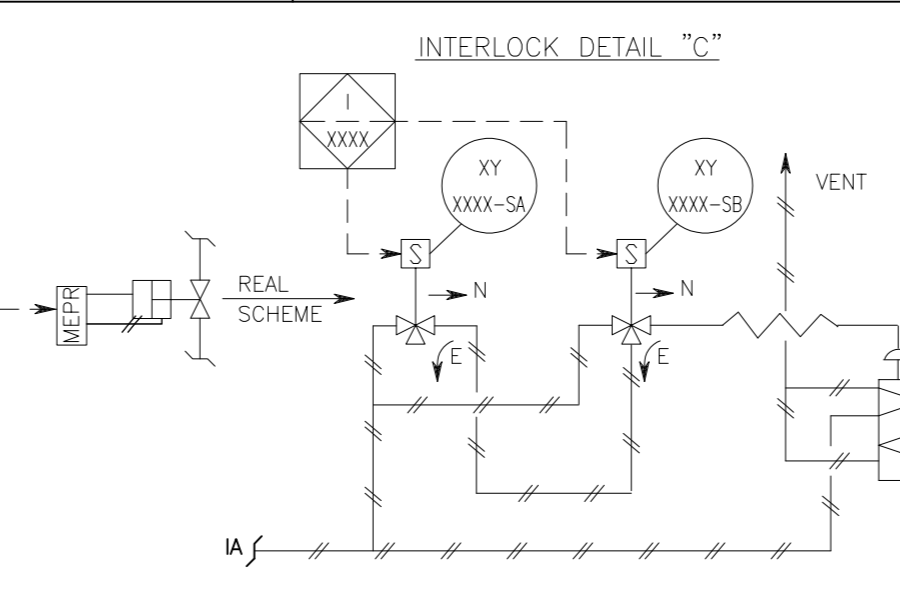 INTERLOCK DETAIL "C"
I
XXXX
XY
XXXX-SA
XY
XXXX-SB
VENT
S
S
MEPR
REAL
SCHEME
N
N
E
E
IA